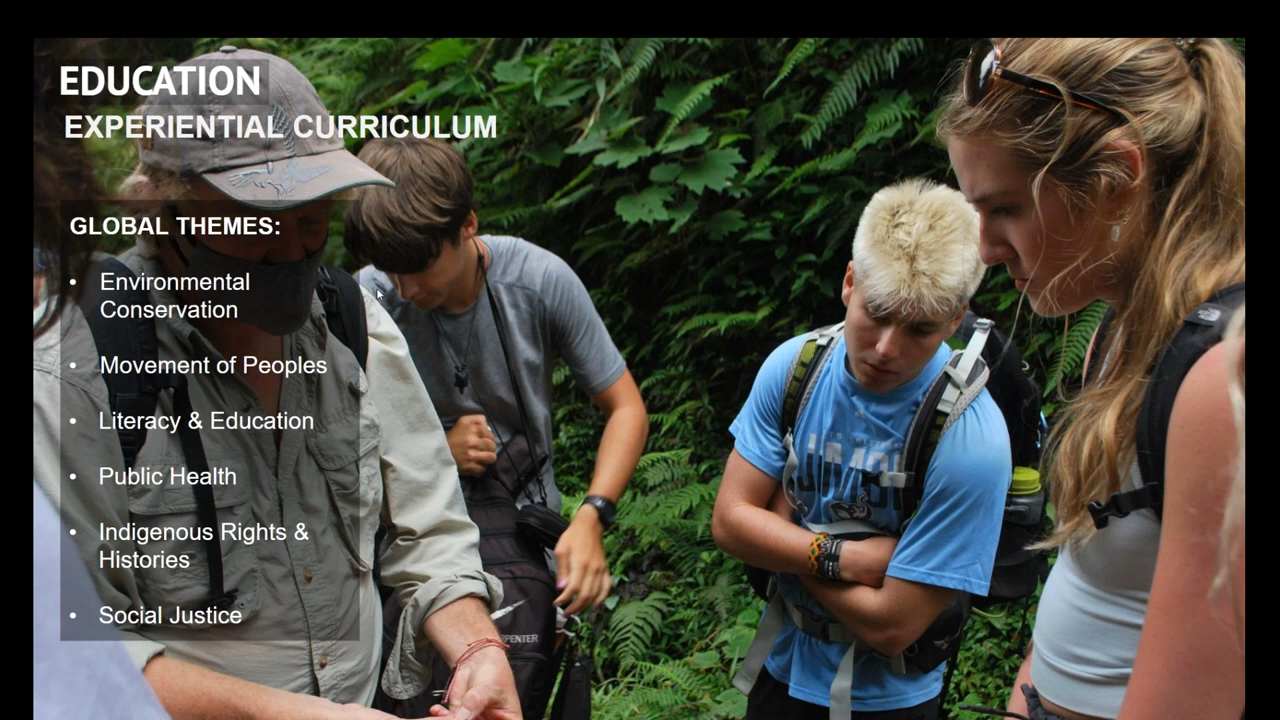 EDUCATION
EXPERIENTIAL CURRICULUM
GLOBAL THEMES:
• Environmental
Conservation
• Movement of Peoples
• Literacy & Education
• Public Health
• Indigenous Rights &
Histories
• Social Justice